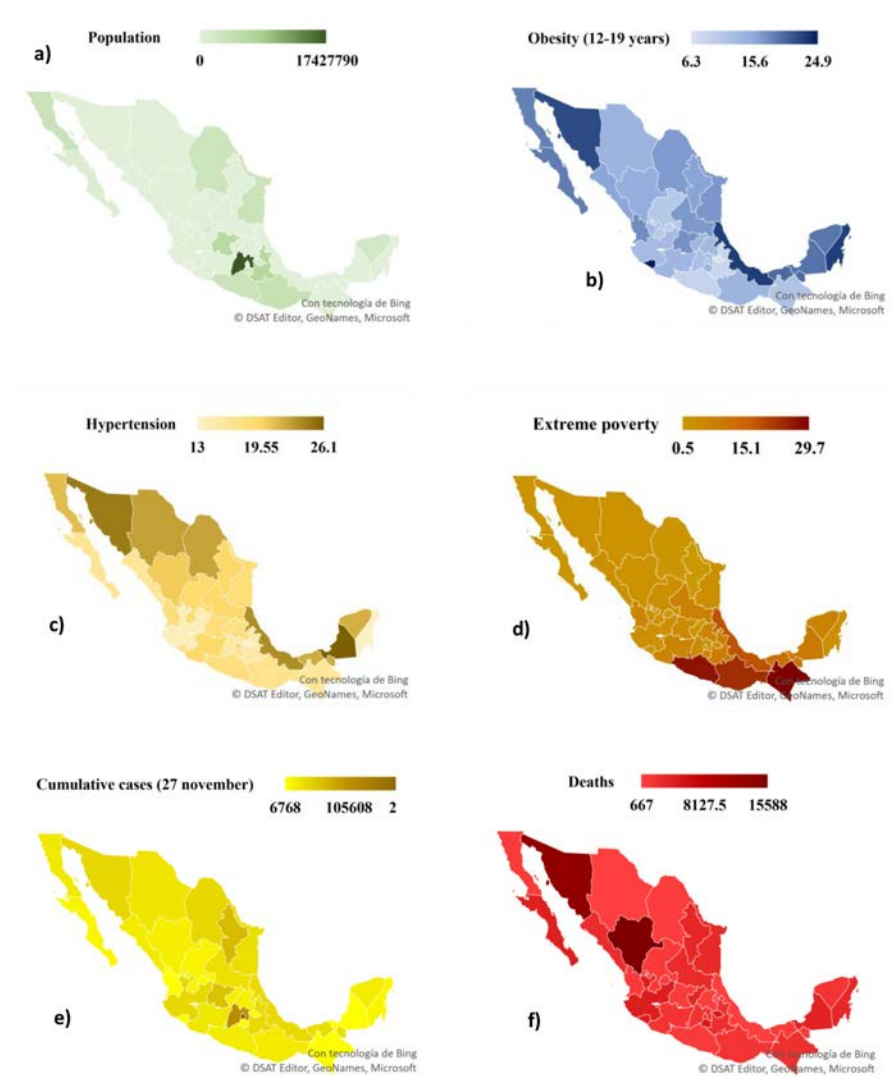 a)
Population
0 17427790
Con tecnología de Bing
© DSAT Editor, GeoNames, Microsoft
Obesity (12-19 years)
6.3 15.6 24.9
b)
Con tecnología de Bing
© DSAT Editor, GeoNames, Microsoft
Hypertension
13 19.55 26.1
c)
Con tecnología de Bing
© DSAT Editor, GeoNames, Microsoft
Extreme poverty
0.5 15.1 29.7
d)
Con tecnología de Bing
© DSAT Editor, GeoNames, Microsoft
Cumulative cases (27 november)
6768 105608 2
e)
Con tecnología de Bing
© DSAT Editor, GeoNames, Microsoft
Deaths
667 8127.5 15588
f)
Con tecnología de Bing
© DSAT Editor, GeoNames, Microsoft